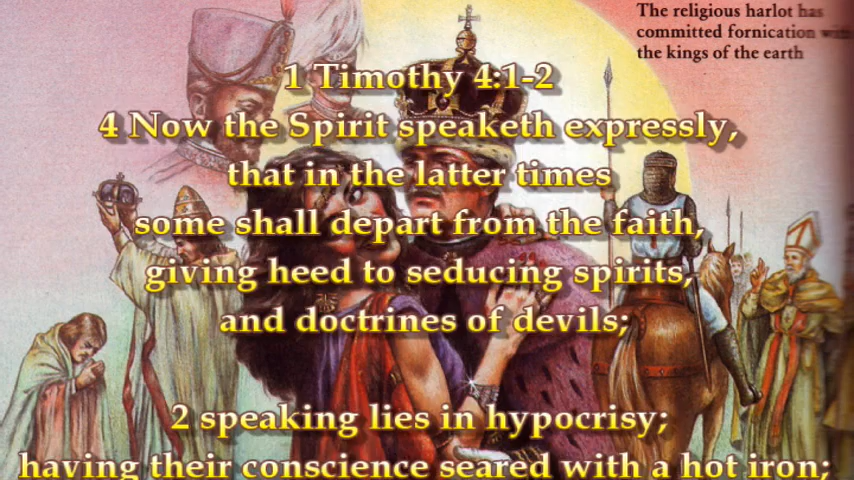 The religious harlot has
committed fornication with
the kings of the earth
1 Timothy 4:1-2
4 Now the Spirit speaketh expressly,
that in the latter times
some shall depart from the faith,
giving heed to seducing spirits,
and doctrines of devils;
2 speaking lies in hypocrisy;
having their conscience seared with a hot iron;